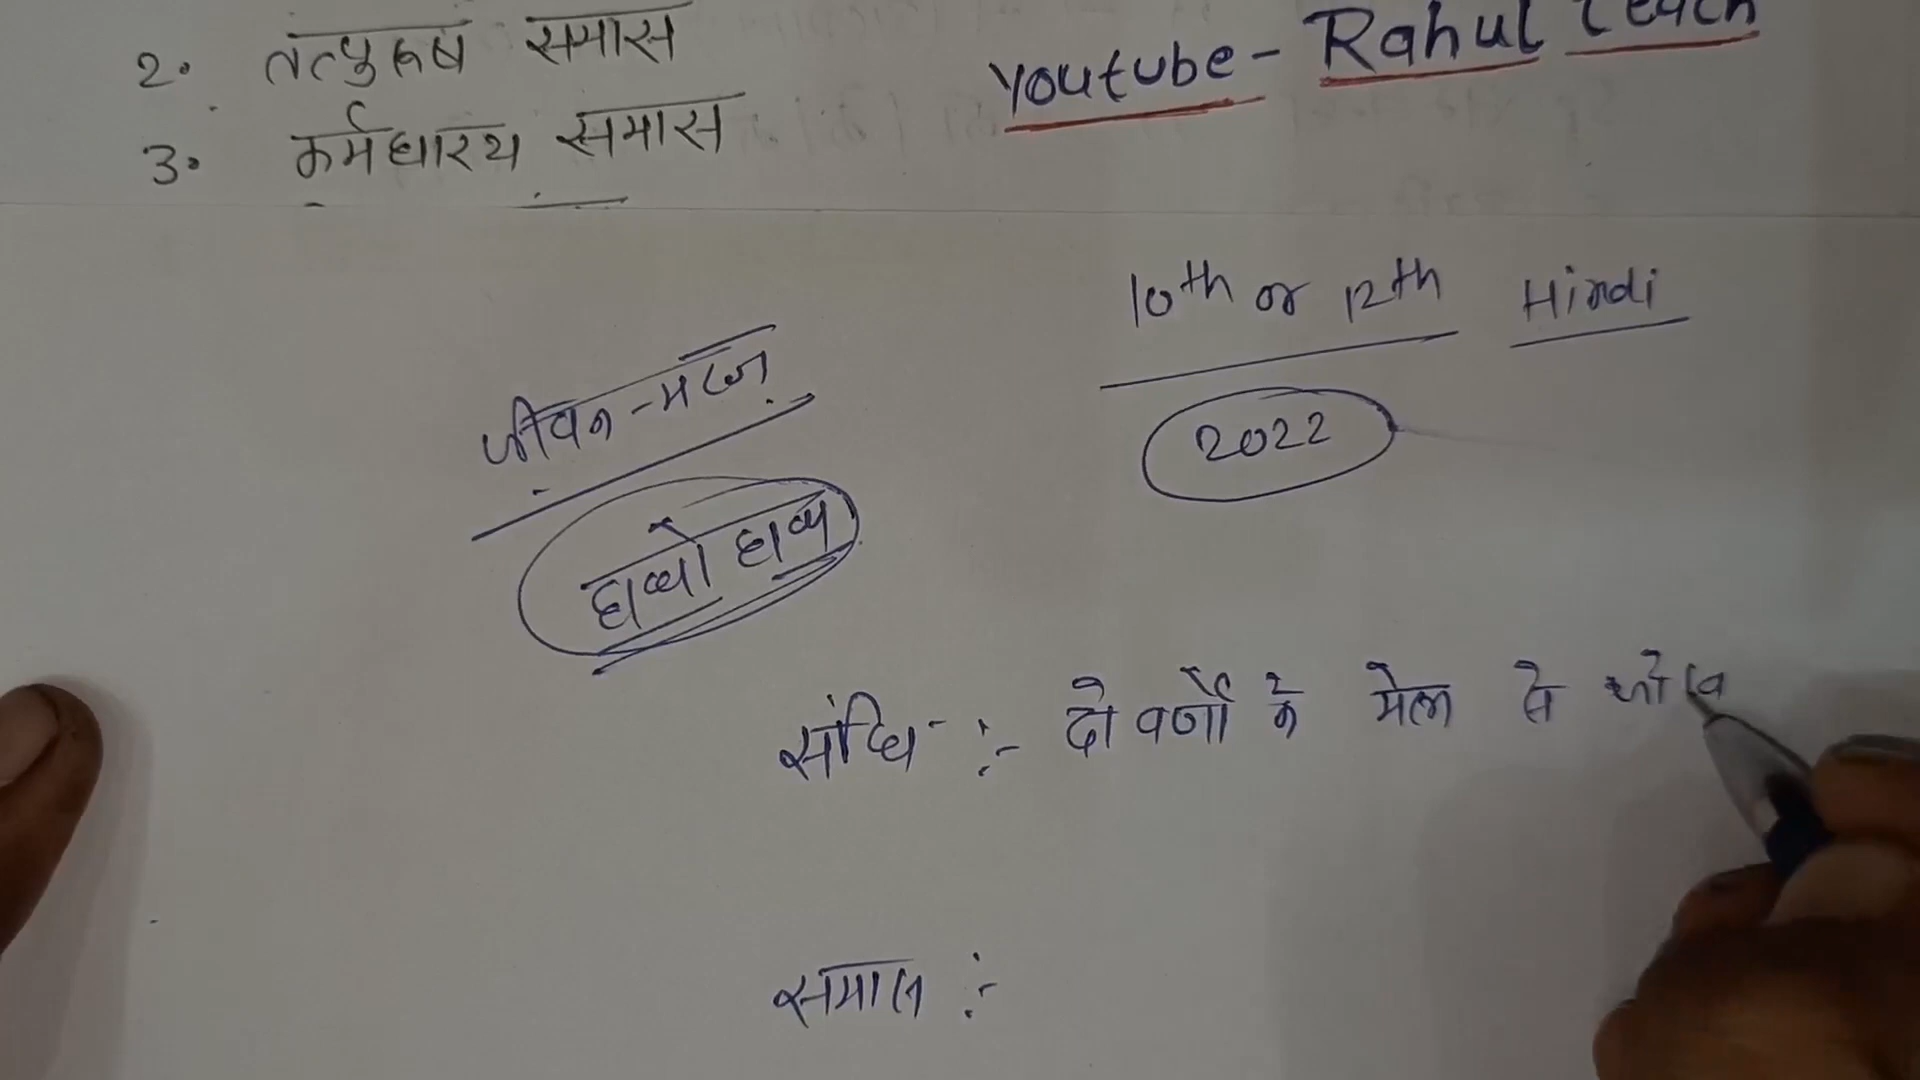 2. तत्पुरूष समास
Youtube - Rahul Teach
3. कर्मधारय समास
10th or 12th Hindi
2022
जीवन-मरण
संधि :- दो वर्णों के मेल से जो वि
समास :-